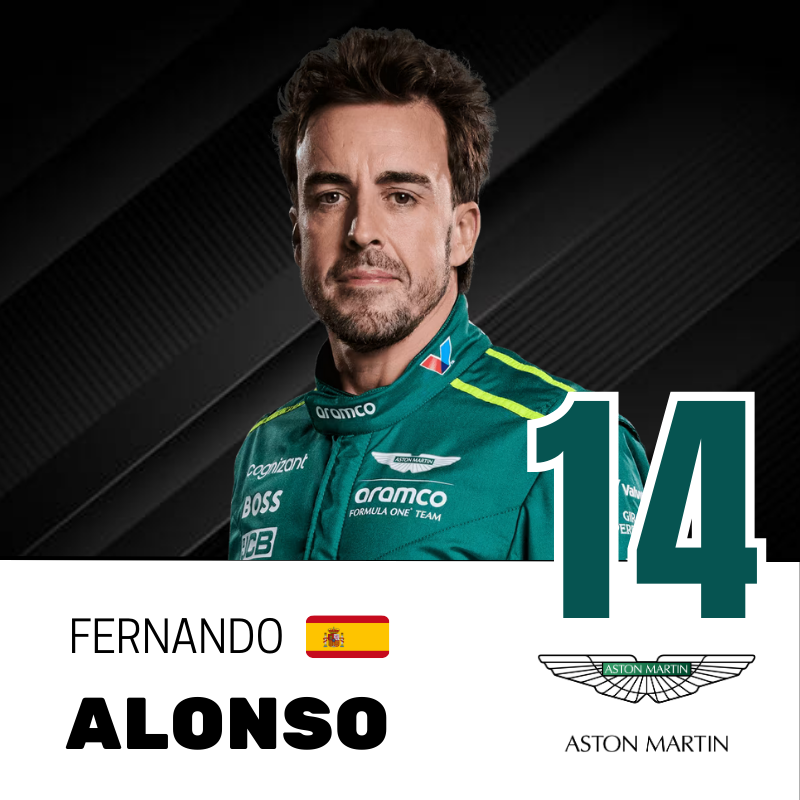 aramco
cognizant
BOSS
ASTON MARTIN
aramco
FORMULA ONE TEAM
14
FERNANDO
ALONSO
ASTON MARTIN
ASTON MARTIN